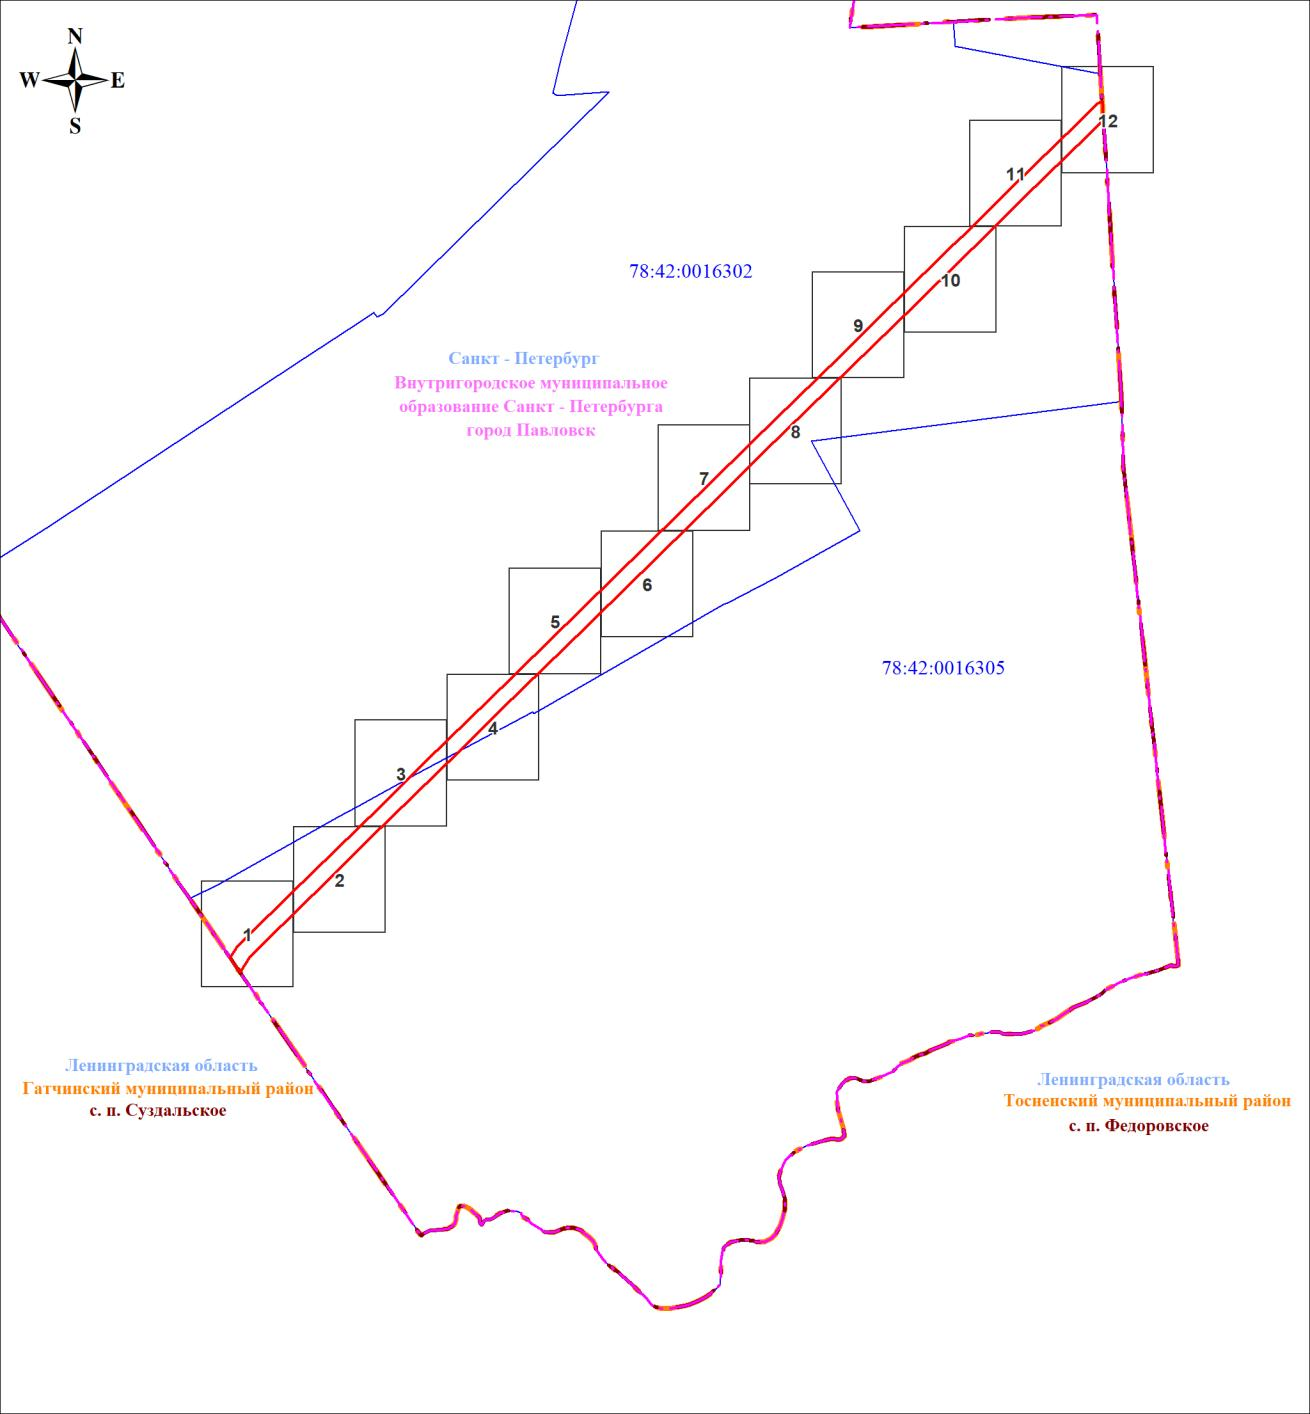 N
W E
S
12
11
78:42:0016302
10
9
Санкт - Петербург
Внутригородское муниципальное
образование Санкт - Петербурга
город Павловск
8
7
6
5
78:42:0016305
4
3
2
1
Ленинградская область
Гатчинский муниципальный район
с. п. Суздальское
Ленинградская область
Тосненский муниципальный район
с. п. Федоровское